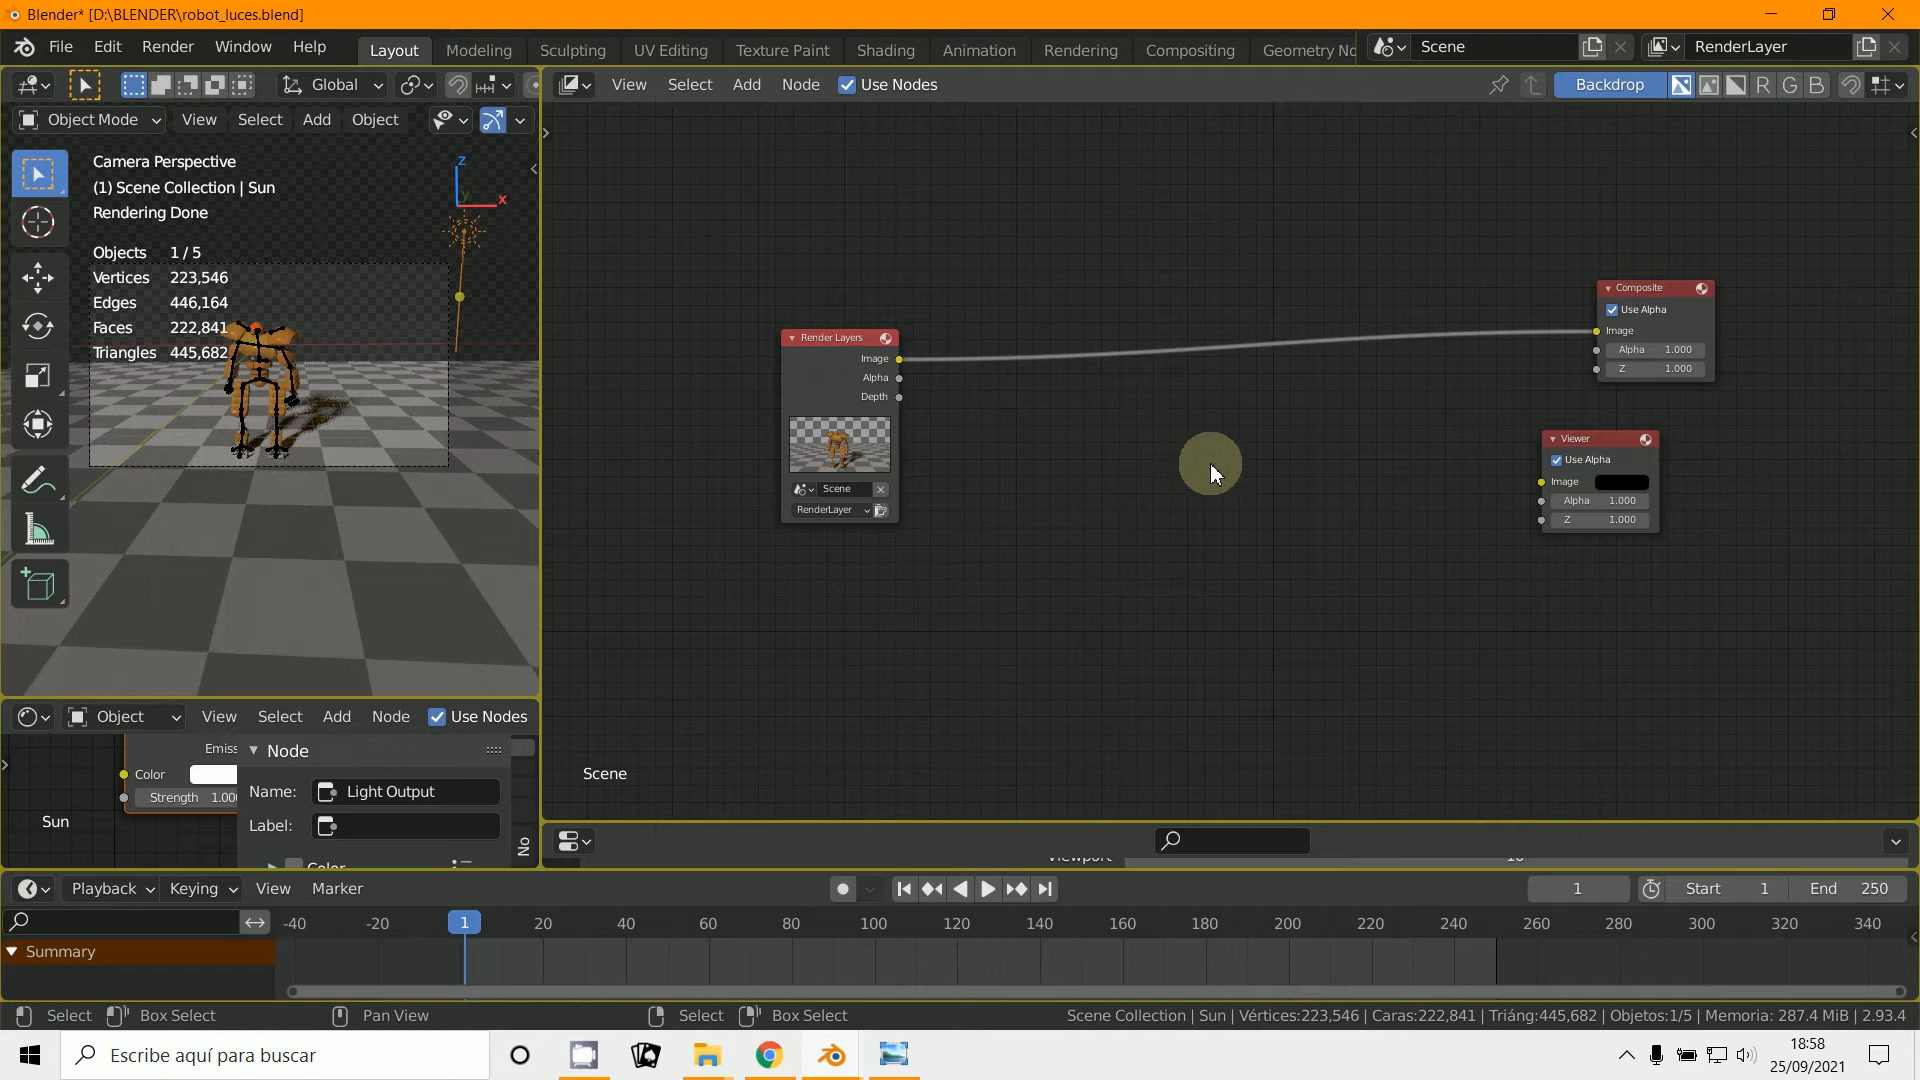 Blender* [D:\BLENDER\robot_luces.blend]
File Edit Render Window Help Layout Modeling Sculpting UV Editing Texture Paint Shading Animation Rendering Compositing Geometry No Scene RenderLayer
Global View Select Add Node Use Nodes Backdrop R G B
Object Mode View Select Add Object
Camera Perspective
(1) Scene Collection | Sun
Rendering Done
Objects 1 / 5
Vertices 223,546
Edges 446,164
Faces 222,841
Triangles 445,682
Z
Y
X
Render Layers
Image
Alpha
Depth
Scene
RenderLayer
Composite
Use Alpha
Image
Alpha 1.000
Z 1.000
Viewer
Use Alpha
Image
Alpha 1.000
Z 1.000
Scene
Object View Select Add Node Use Nodes
Emiss
Color
Strength 1.000
Sun
Node
Name: Light Output
Label:
Color
No
Viewport 16
Playback Keying View Marker 1 Start 1 End 250
-40 -20 1 20 40 60 80 100 120 140 160 180 200 220 240 260 280 300 320 340
Summary
Select Box Select Pan View Select Box Select Scene Collection | Sun | Vértices:223,546 | Caras:222,841 | Triáng:445,682 | Objetos:1/5 | Memoria: 287.4 MiB | 2.93.4
Escribe aquí para buscar
18:58
25/09/2021